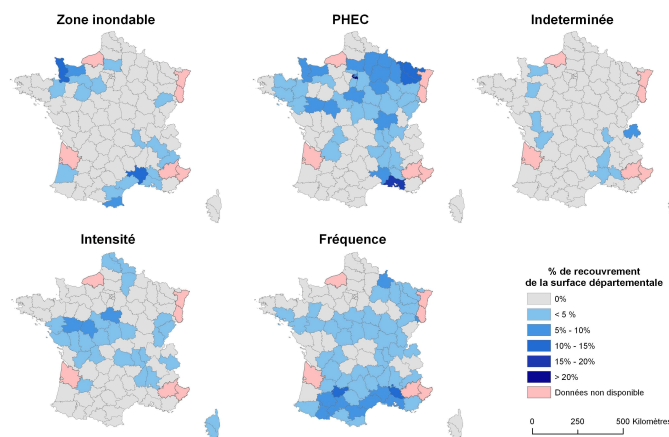 Zone inondable
PHEC
Indeterminée
Intensité
Fréquence
% de recouvrement
de la surface départementale
0%
< 5 %
5% - 10%
10% - 15%
15% - 20%
> 20%
Données non disponible
0 250 500 Kilomètres